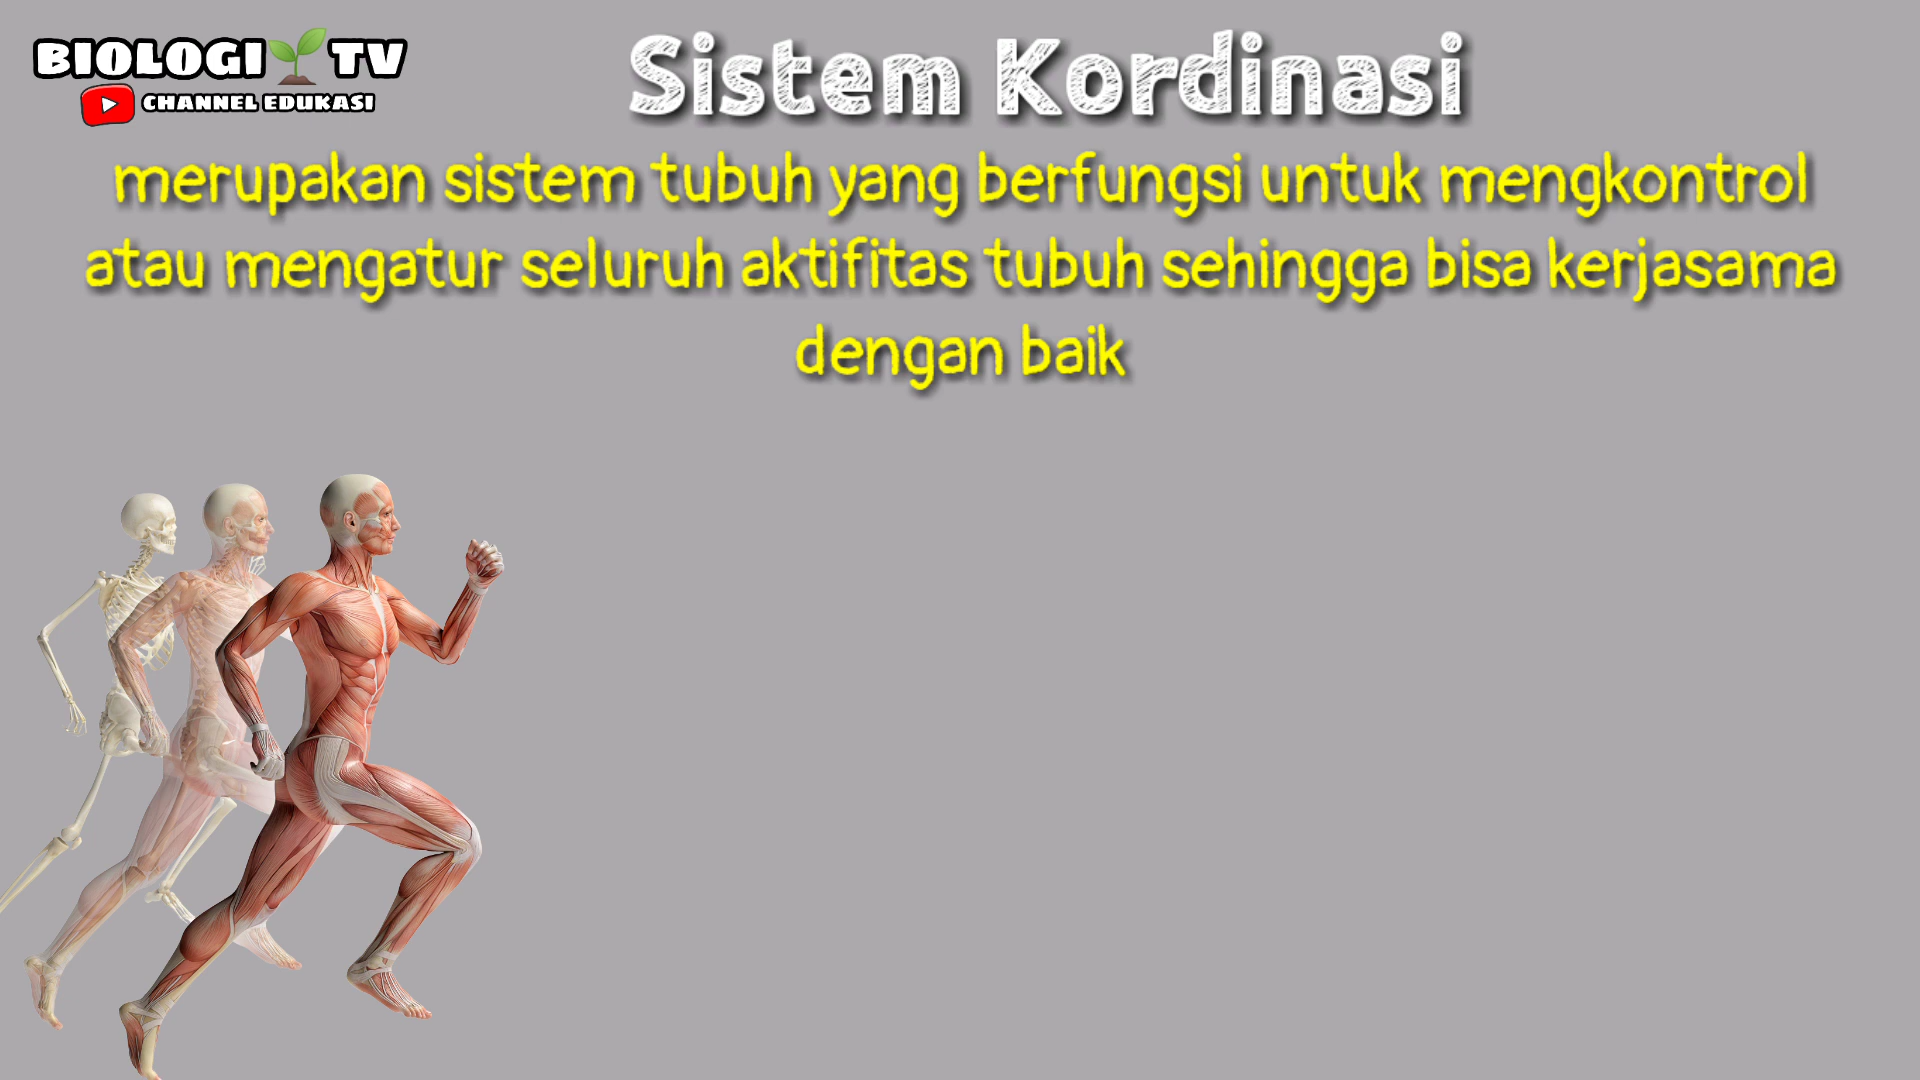 BIOLOGI TV
CHANNEL EDUKASI
Sistem Kordinasi
merupakan sistem tubuh yang berfungsi untuk mengkontrol
atau mengatur seluruh aktifitas tubuh sehingga bisa kerjasama
dengan baik